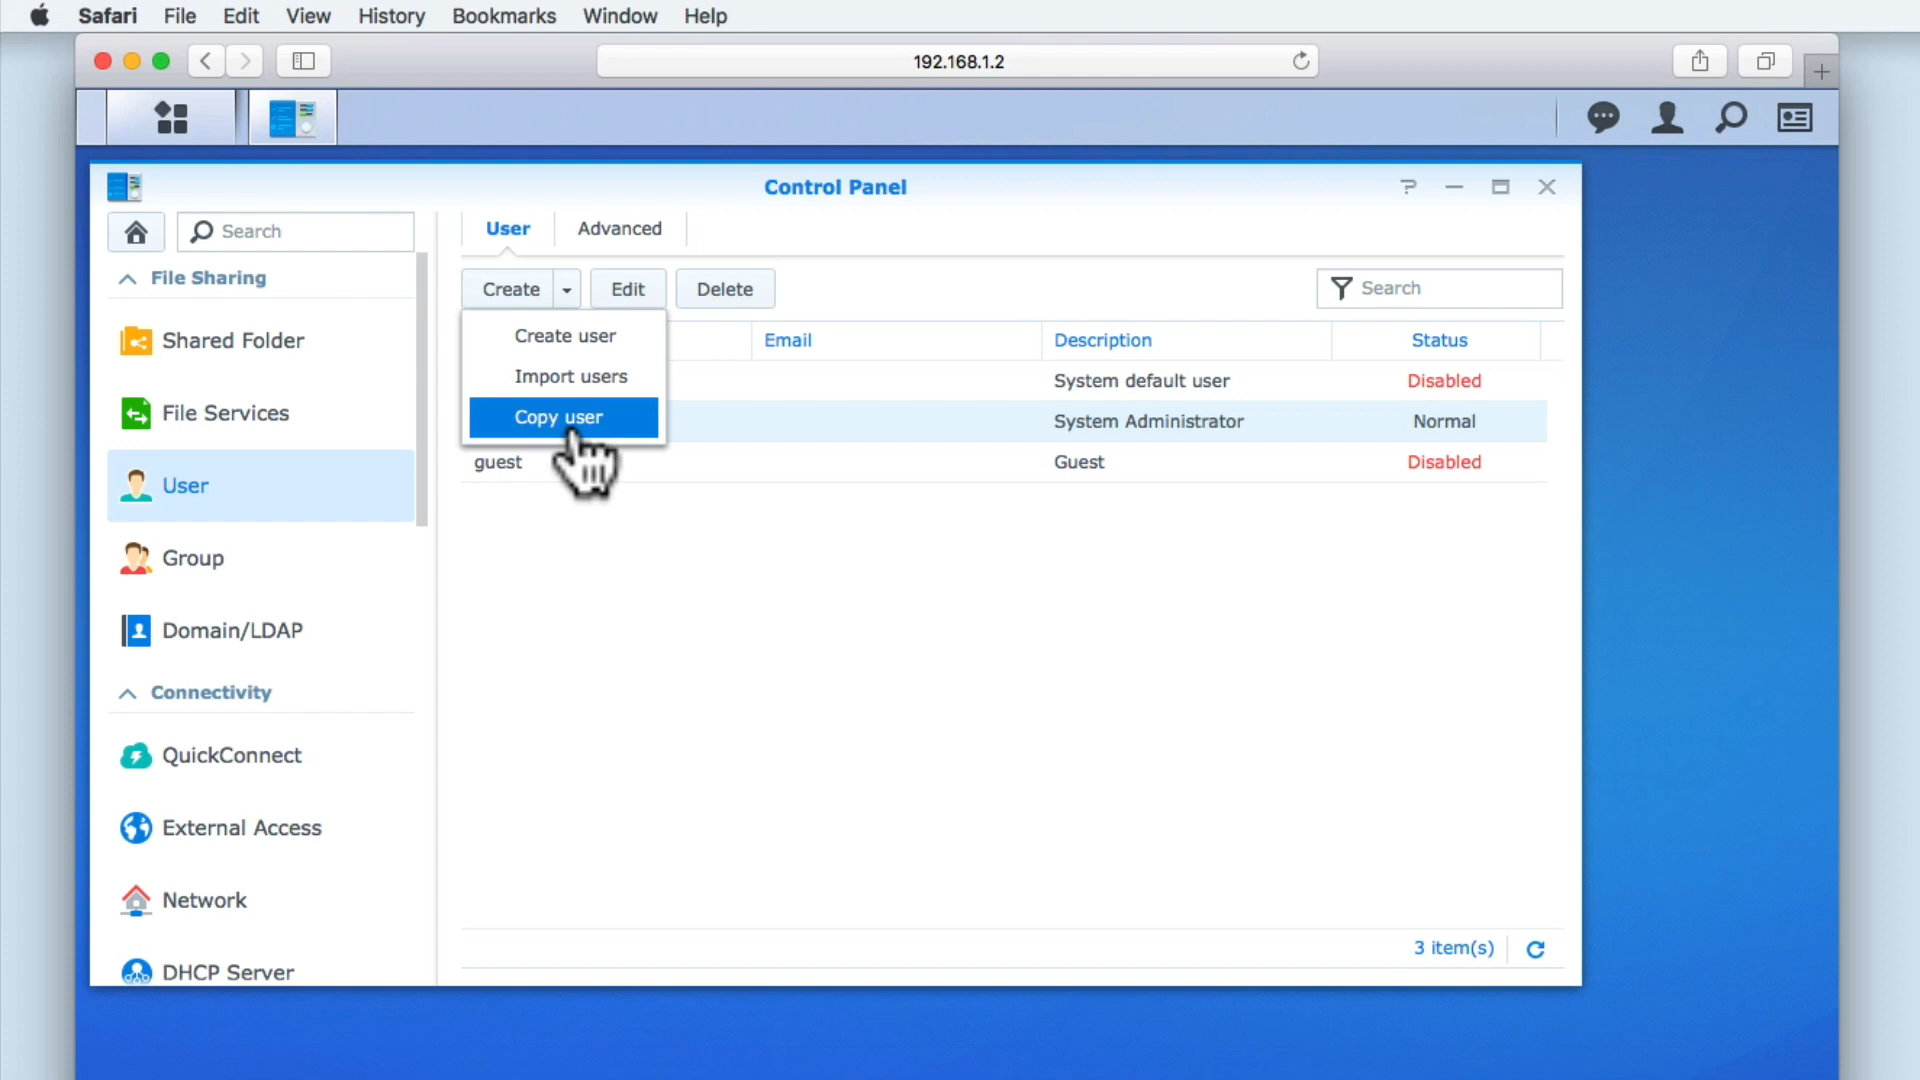 Safari File Edit View History Bookmarks Window Help
192.168.1.2
Control Panel
Search
User Advanced
File Sharing
Create Edit Delete
Search
Create user
Import users
Copy user
Email Description Status
System default user Disabled
System Administrator Normal
guest Guest Disabled
Shared Folder
File Services
User
Group
Domain/LDAP
Connectivity
QuickConnect
External Access
Network
DHCP Server
3 item(s)